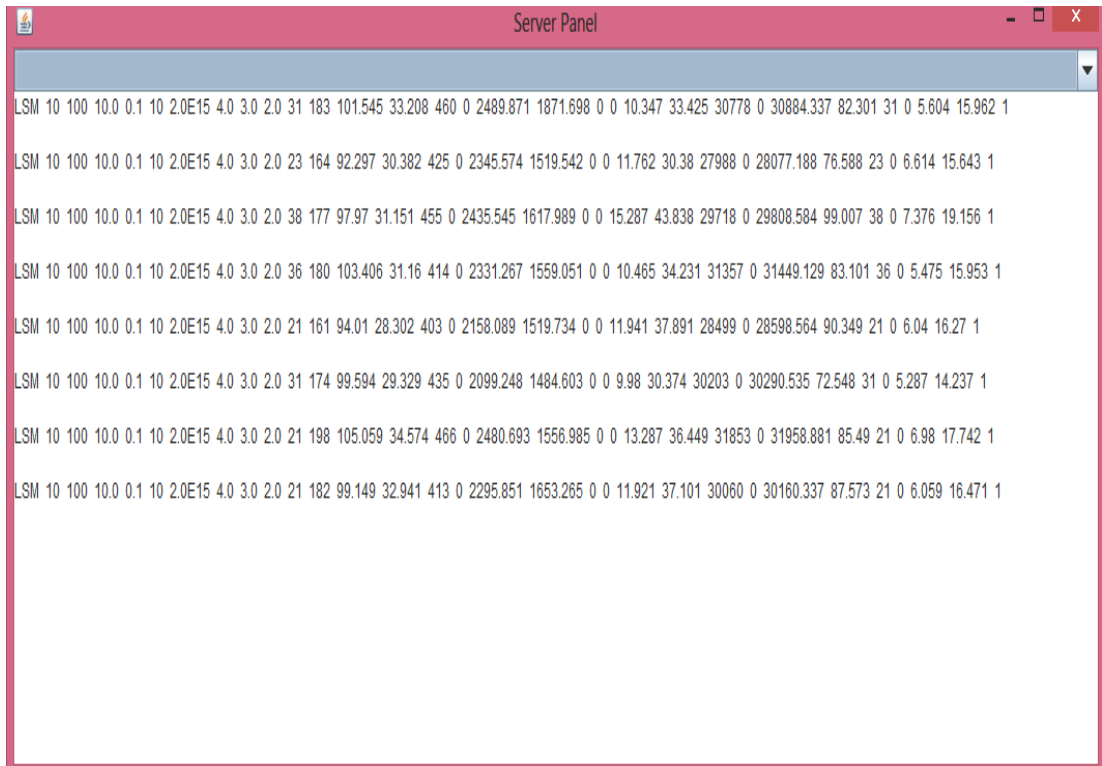 Server Panel
X
LSM 10 100 10.0 0.1 10 2.0E15 4.0 3.0 2.0 31 183 101.545 33.208 460 0 2489.871 1871.698 0 0 10.347 33.425 30778 0 30884.337 82.301 31 0 5.604 15.962 1
LSM 10 100 10.0 0.1 10 2.0E15 4.0 3.0 2.0 23 164 92.297 30.382 425 0 2345.574 1519.542 0 0 11.762 30.38 27988 0 28077.188 76.588 23 0 6.614 15.643 1
LSM 10 100 10.0 0.1 10 2.0E15 4.0 3.0 2.0 38 177 97.97 31.151 455 0 2435.545 1617.989 0 0 15.287 43.838 29718 0 29808.584 99.007 38 0 7.376 19.156 1
LSM 10 100 10.0 0.1 10 2.0E15 4.0 3.0 2.0 36 180 103.406 31.16 414 0 2331.267 1559.051 0 0 10.465 34.231 31357 0 31449.129 83.101 36 0 5.475 15.953 1
LSM 10 100 10.0 0.1 10 2.0E15 4.0 3.0 2.0 21 161 94.01 28.302 403 0 2158.089 1519.734 0 0 11.941 37.891 28499 0 28598.564 90.349 21 0 6.04 16.27 1
LSM 10 100 10.0 0.1 10 2.0E15 4.0 3.0 2.0 31 174 99.594 29.329 435 0 2099.248 1484.603 0 0 9.98 30.374 30203 0 30290.535 72.548 31 0 5.287 14.237 1
LSM 10 100 10.0 0.1 10 2.0E15 4.0 3.0 2.0 21 198 105.059 34.574 466 0 2480.693 1556.985 0 0 13.287 36.449 31853 0 31958.881 85.49 21 0 6.98 17.742 1
LSM 10 100 10.0 0.1 10 2.0E15 4.0 3.0 2.0 21 182 99.149 32.941 413 0 2295.851 1653.265 0 0 11.921 37.101 30060 0 30160.337 87.573 21 0 6.059 16.471 1